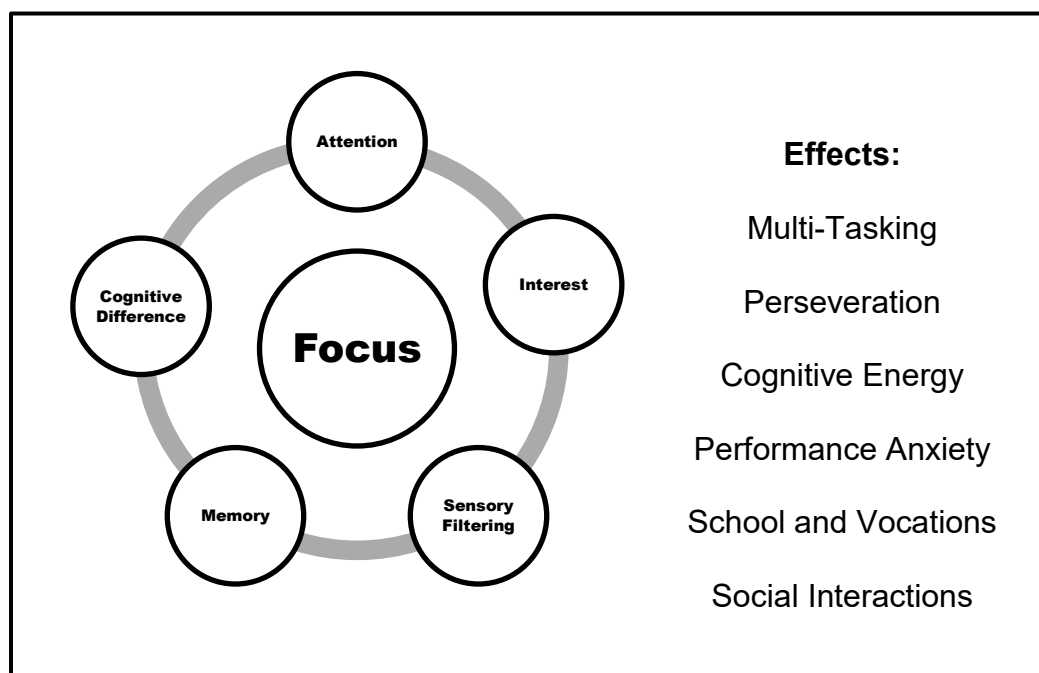 Attention
Interest
Cognitive
Difference
Focus
Memory
Sensory
Filtering
Effects:
Multi-Tasking
Perseveration
Cognitive Energy
Performance Anxiety
School and Vocations
Social Interactions